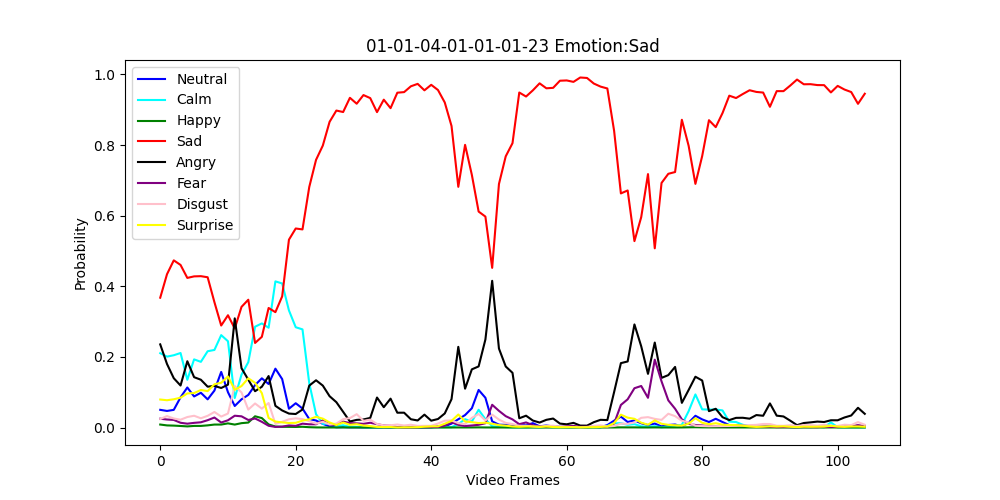 01-01-04-01-01-01-23 Emotion:Sad
1.0
0.8
0.6
0.4
0.2
0.0
Probability
Neutral
Calm
Happy
Sad
Angry
Fear
Disgust
Surprise
0 20 40 60 80 100
Video Frames